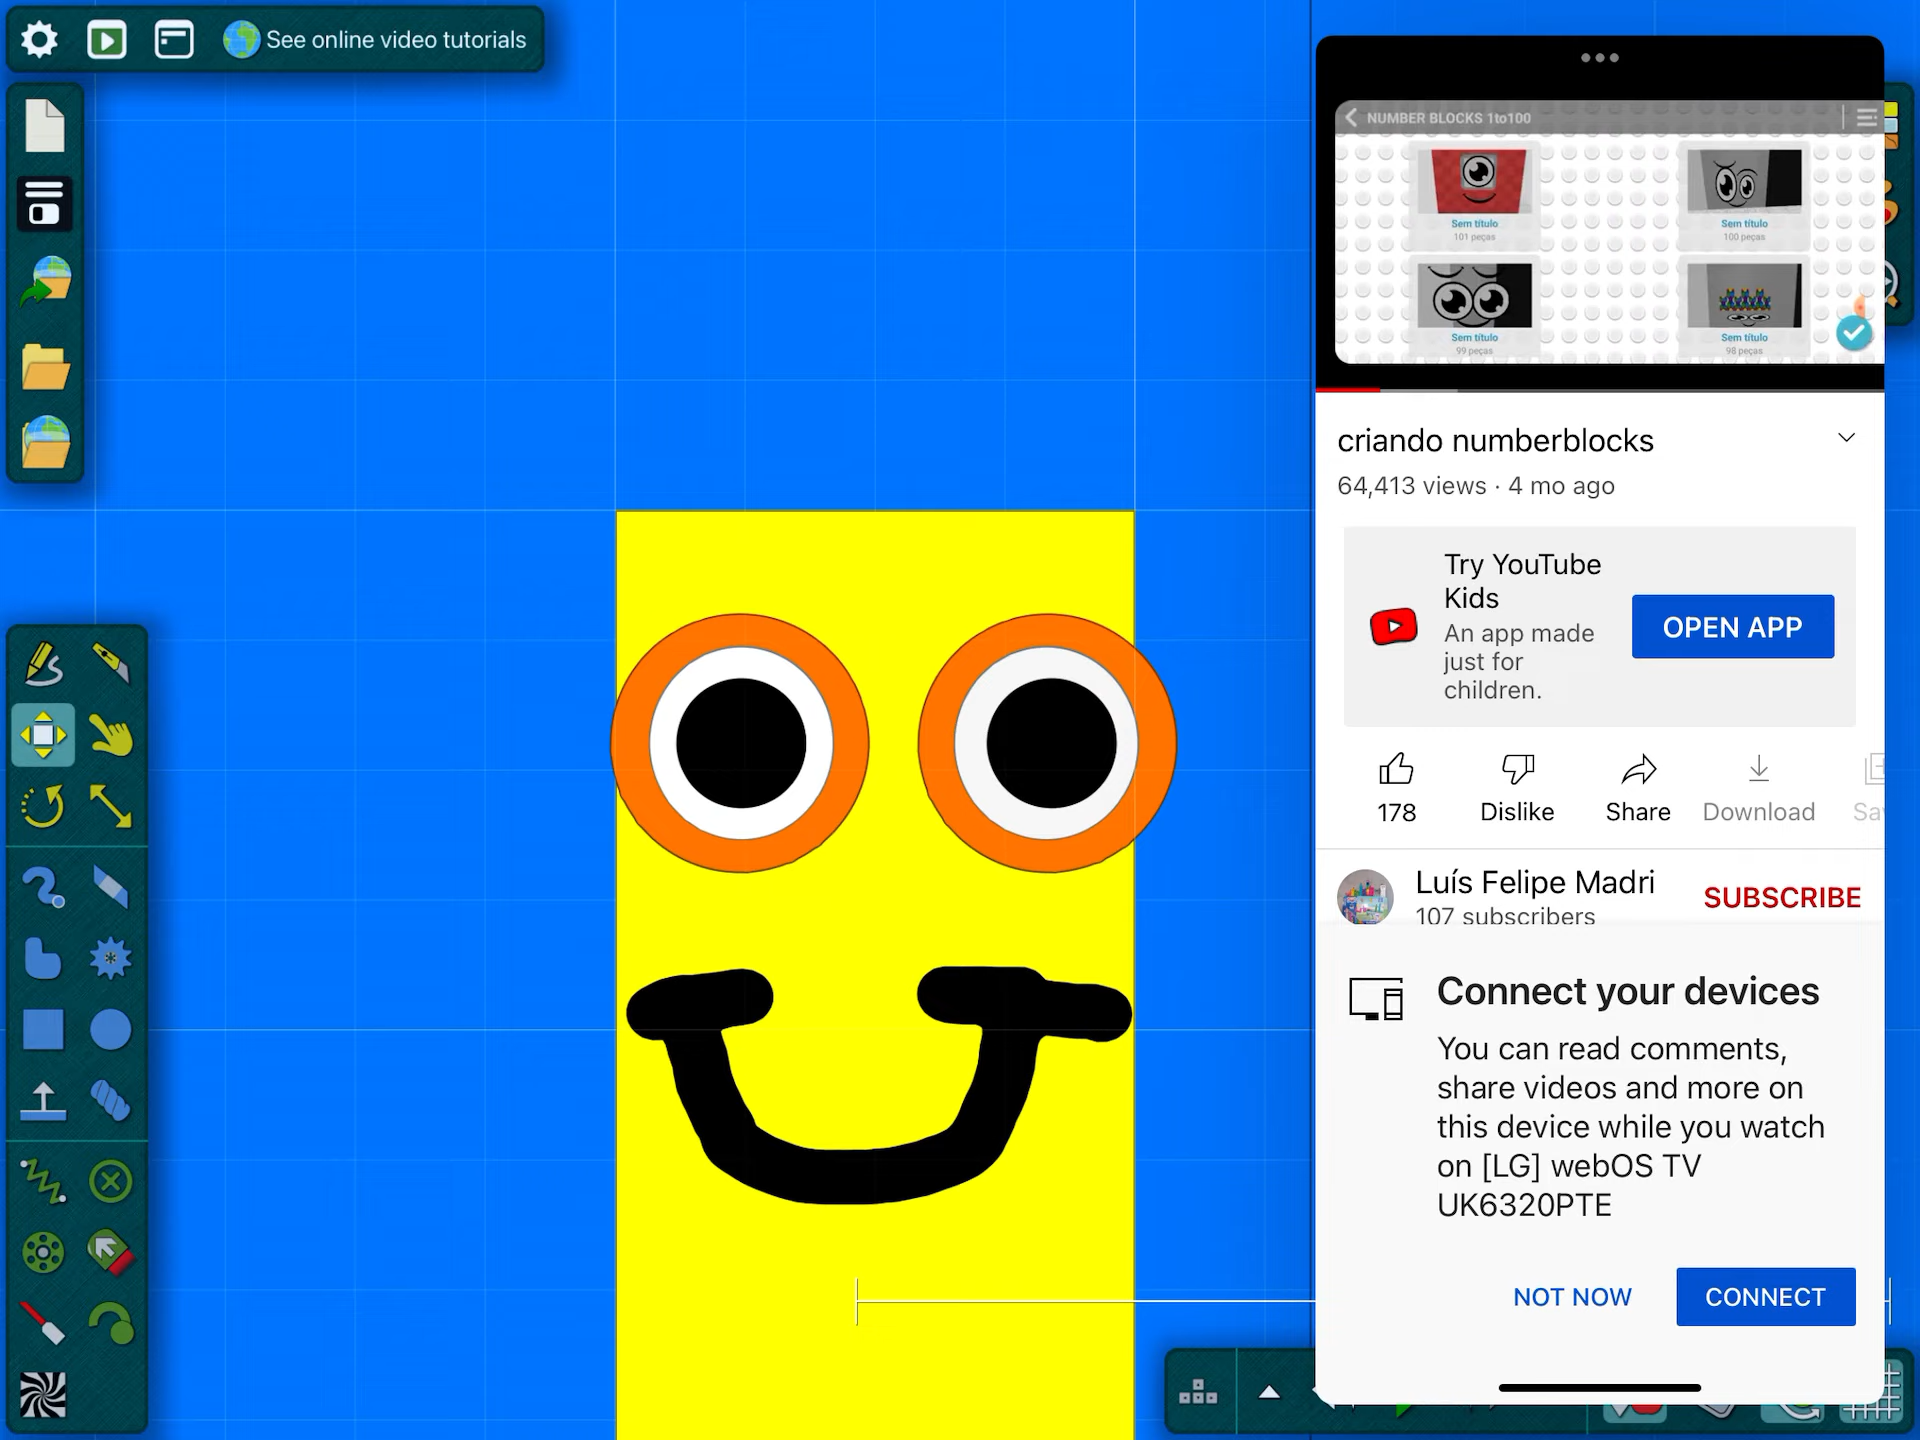 See online video tutorials
NUMBER BLOCKS 1to100
Sem título
101 peças
Sem título
100 peças
Sem título
99 peças
Sem título
98 peças
criando numberblocks
64,413 views · 4 mo ago
Try YouTube
Kids
An app made
just for
children.
OPEN APP
178
Dislike
Share
Download
Sa
Luís Felipe Madri
107 subscribers
SUBSCRIBE
Connect your devices
You can read comments,
share videos and more on
this device while you watch
on [LG] webOS TV
UK6320PTE
NOT NOW
CONNECT